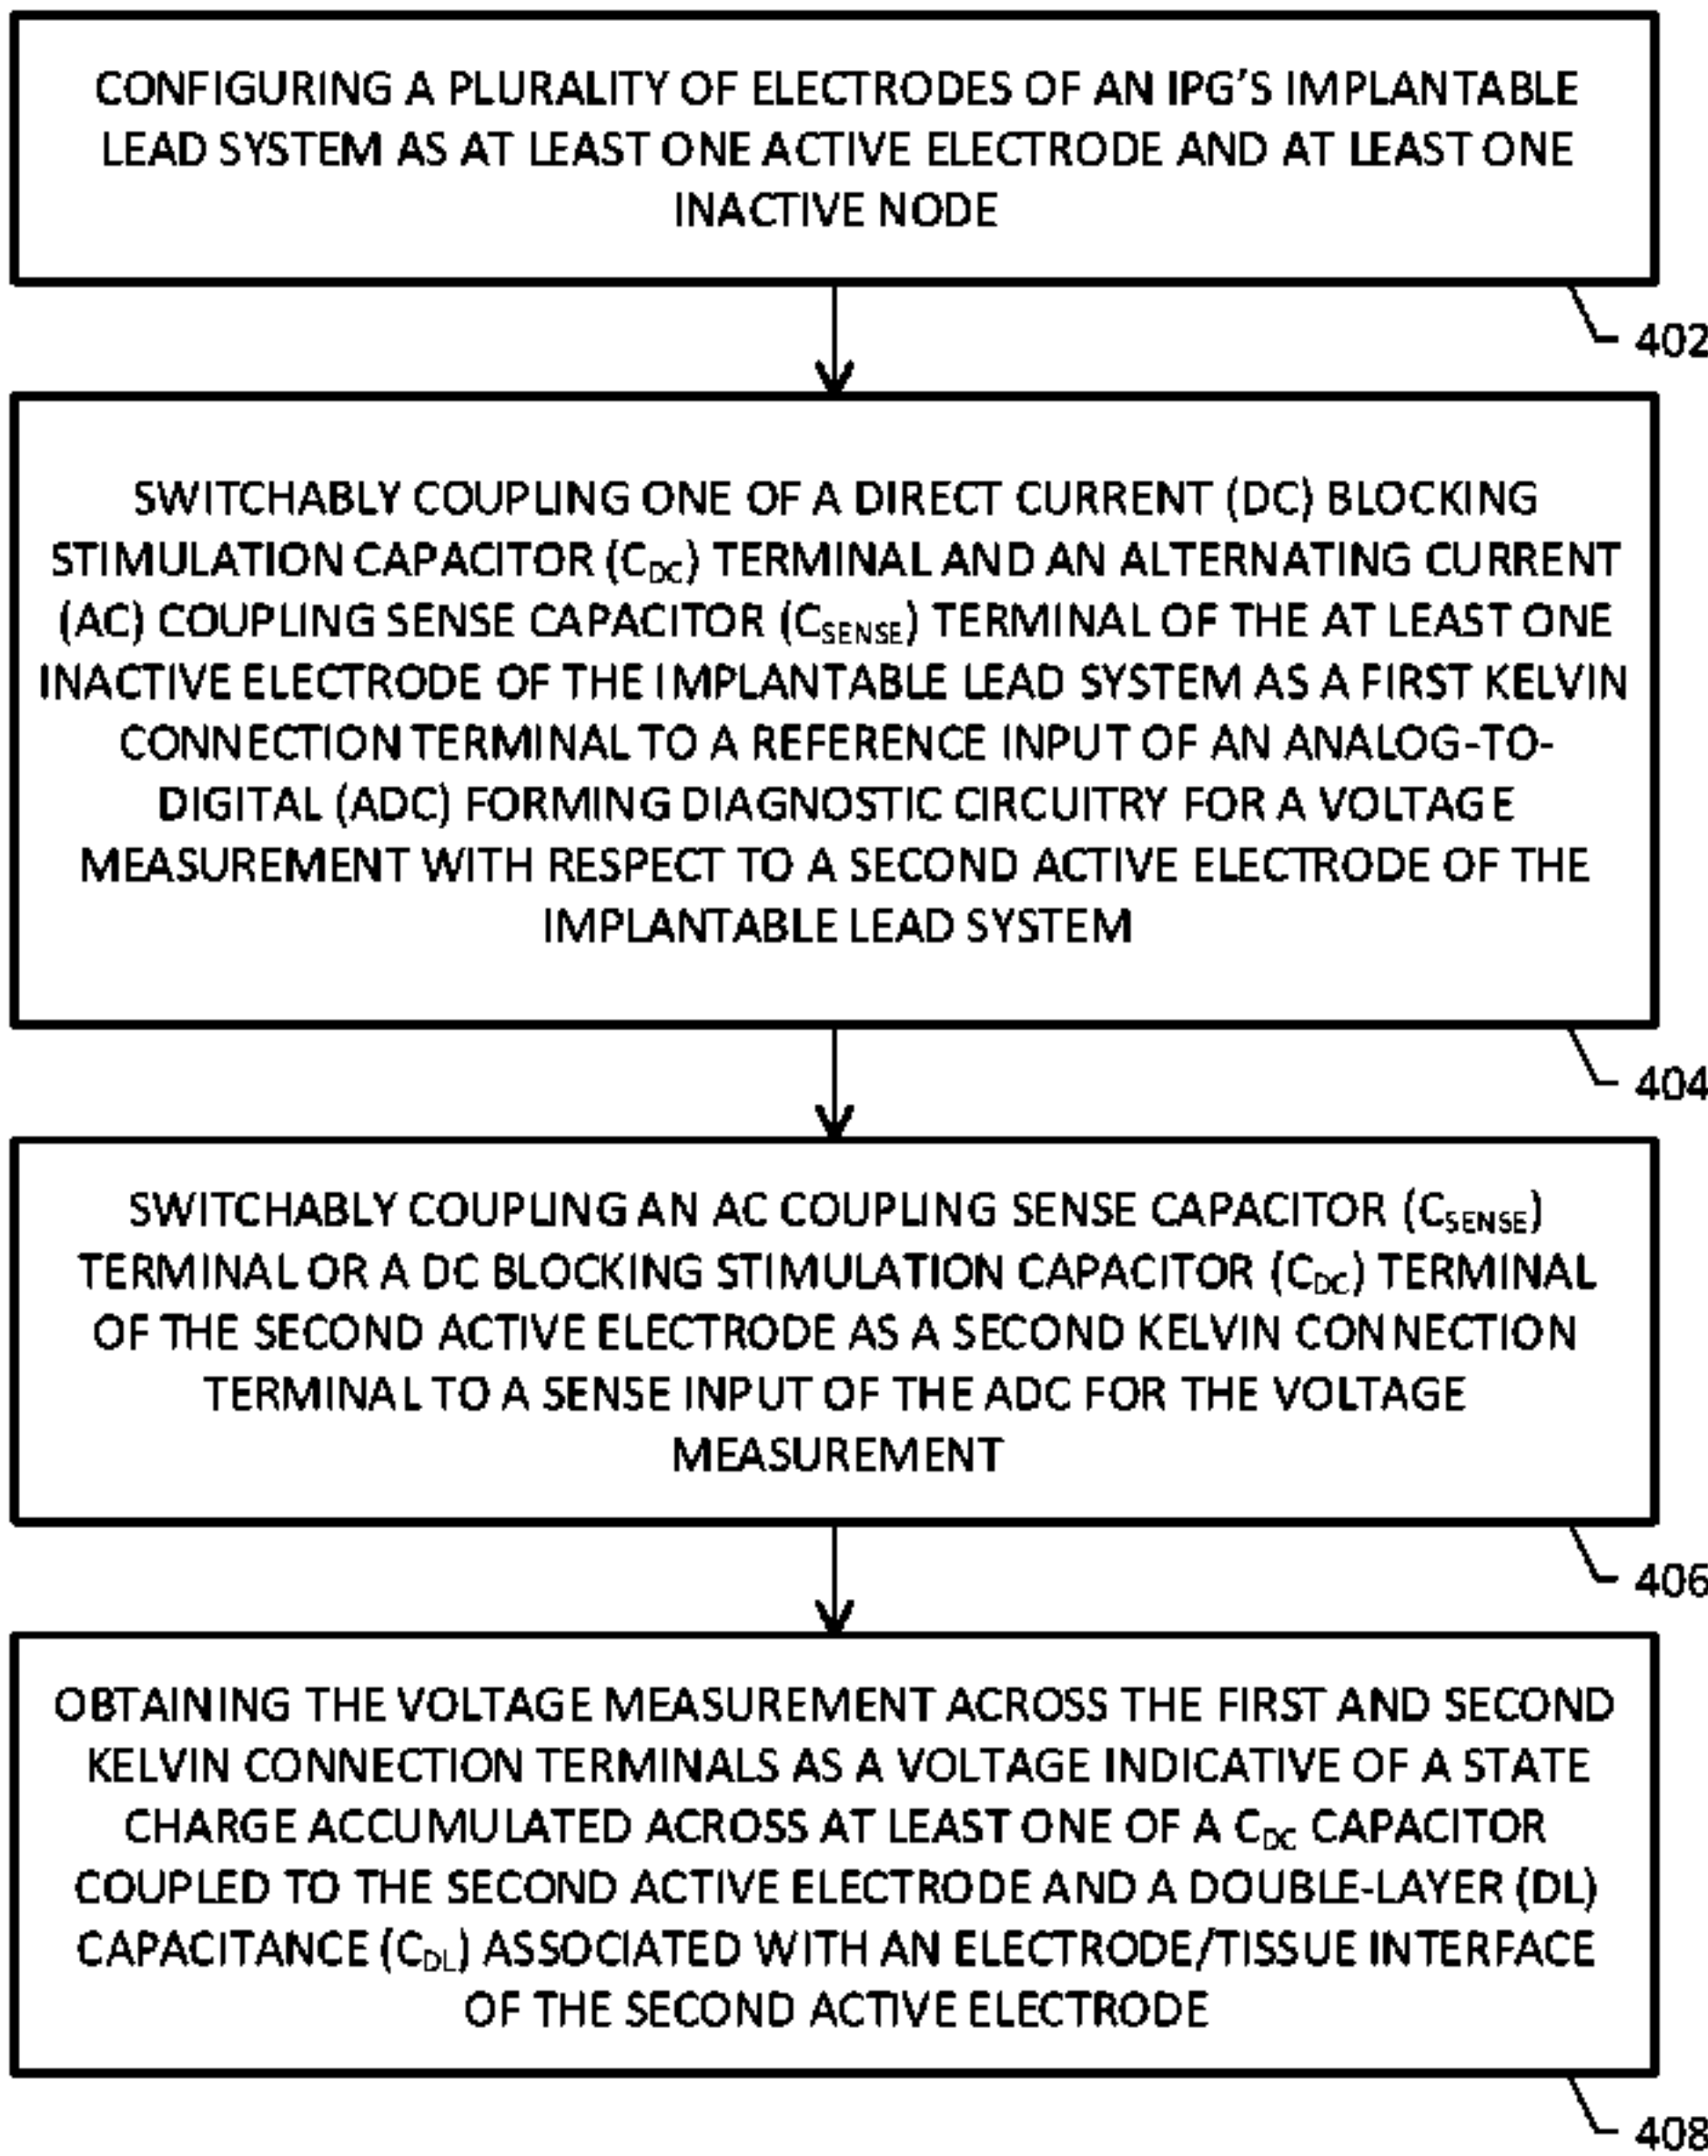 CONFIGURING A PLURALITY OF ELECTRODES OF AN IPG'S IMPLANTABLE
LEAD SYSTEM AS AT LEAST ONE ACTIVE ELECTRODE AND AT LEAST ONE
INACTIVE NODE
402
SWITCHABLY COUPLING ONE OF A DIRECT CURRENT (DC) BLOCKING
STIMULATION CAPACITOR (CDC) TERMINAL AND AN ALTERNATING CURRENT
(AC) COUPLING SENSE CAPACITOR (CSENSE) TERMINAL OF THE AT LEAST ONE
INACTIVE ELECTRODE OF THE IMPLANTABLE LEAD SYSTEM AS A FIRST KELVIN
CONNECTION TERMINAL TO A REFERENCE INPUT OF AN ANALOG-TO-
DIGITAL (ADC) FORMING DIAGNOSTIC CIRCUITRY FOR A VOLTAGE
MEASUREMENT WITH RESPECT TO A SECOND ACTIVE ELECTRODE OF THE
IMPLANTABLE LEAD SYSTEM
404
SWITCHABLY COUPLING AN AC COUPLING SENSE CAPACITOR (CSENSE)
TERMINAL OR A DC BLOCKING STIMULATION CAPACITOR (CDC) TERMINAL
OF THE SECOND ACTIVE ELECTRODE AS A SECOND KELVIN CONNECTION
TERMINAL TO A SENSE INPUT OF THE ADC FOR THE VOLTAGE
MEASUREMENT
406
OBTAINING THE VOLTAGE MEASUREMENT ACROSS THE FIRST AND SECOND
KELVIN CONNECTION TERMINALS AS A VOLTAGE INDICATIVE OF A STATE
CHARGE ACCUMULATED ACROSS AT LEAST ONE OF A CDC CAPACITOR
COUPLED TO THE SECOND ACTIVE ELECTRODE AND A DOUBLE-LAYER (DL)
CAPACITANCE (CDL) ASSOCIATED WITH AN ELECTRODE/TISSUE INTERFACE
OF THE SECOND ACTIVE ELECTRODE
408